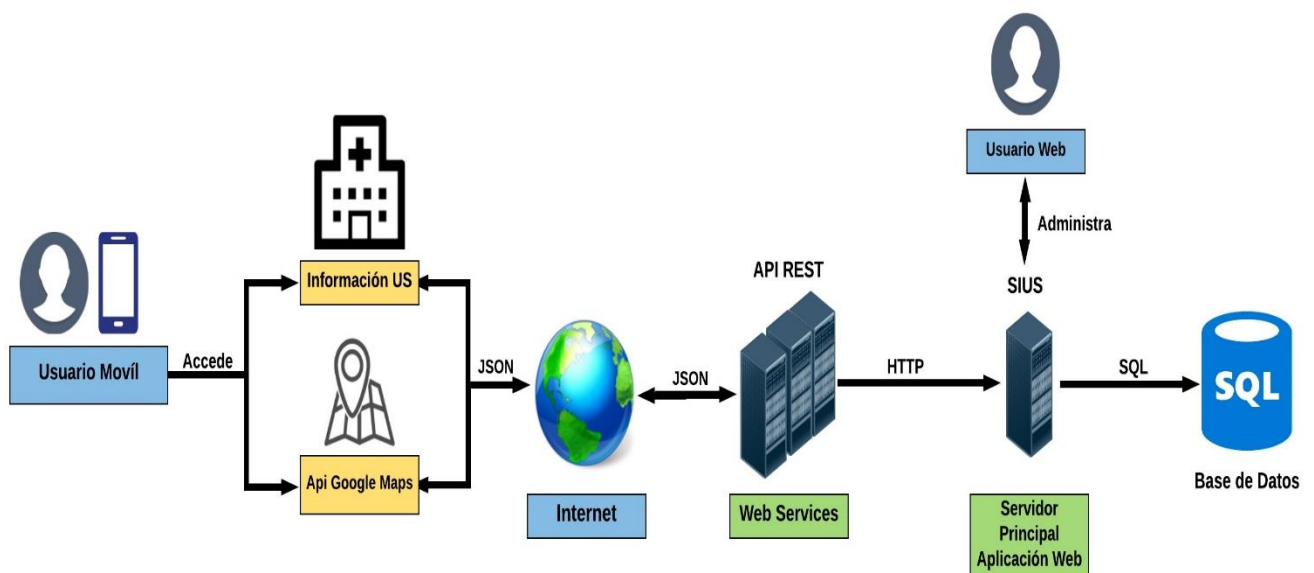 Usuario Web
Administra
API REST
SIUS
Información US
Usuario Movíl
Accede
JSON
JSON
HTTP
SQL
SQL
Api Google Maps
Base de Datos
Internet
Web Services
Servidor
Principal
Aplicación Web